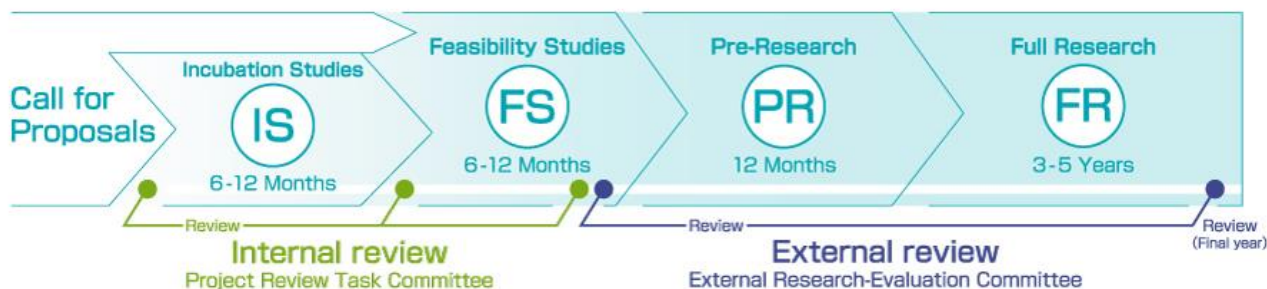 Call for
Proposals
Incubation Studies
IS
6-12 Months
Feasibility Studies
FS
6-12 Months
Pre-Research
PR
12 Months
Full Research
FR
3-5 Years
Review
Internal review
Project Review Task Committee
Review
External review
External Research-Evaluation Committee
Review
(Final year)